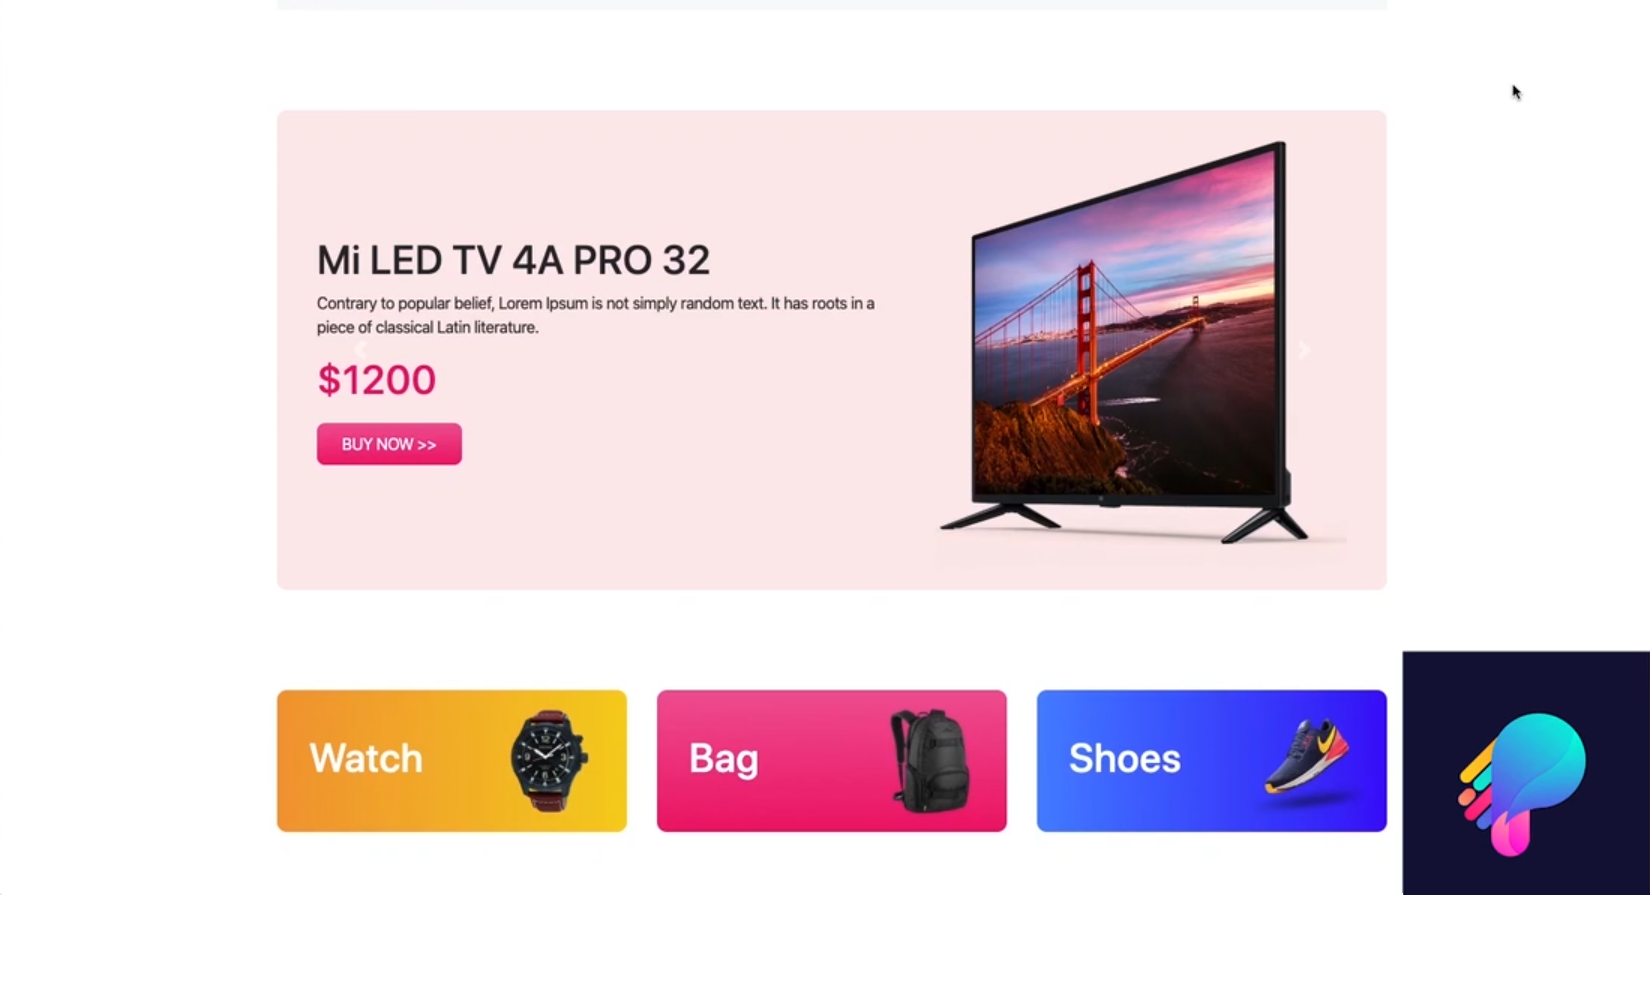 Mi LED TV 4A PRO 32
Contrary to popular belief, Lorem Ipsum is not simply random text. It has roots in a
piece of classical Latin literature.
$1200
BUY NOW >>
Watch
Bag
Shoes